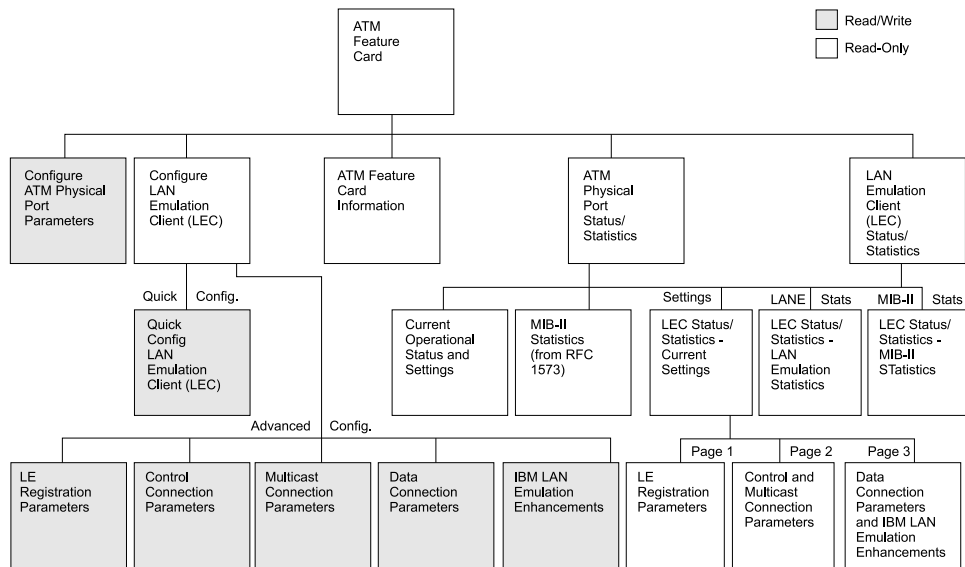 ATM
Feature
Card
Read/Write
Read-Only
Configure
ATM Physical
Port
Parameters
Configure
LAN
Emulation
Client (LEC)
ATM Feature
Card
Information
ATM
Physical
Port
Status/
Statistics
LAN
Emulation
Client
(LEC)
Status/
Statistics
Quick Config.
Settings
LANE Stats
MIB-II Stats
Quick
Config
LAN
Emulation
Client (LEC)
Current
Operational
Status and
Settings
MIB-II
Statistics
(from RFC
1573)
LEC Status/
Statistics -
Current
Settings
LEC Status/
Statistics -
LAN
Emulation
Statistics
LEC Status/
Statistics -
MIB-II
STatistics
Advanced Config.
Page 1
Page 2
Page 3
LE
Registration
Parameters
Control
Connection
Parameters
Multicast
Connection
Parameters
Data
Connection
Parameters
IBM LAN
Emulation
Enhancements
LE
Registration
Parameters
Control and
Multicast
Connection
Parameters
Data
Connection
Parameters
and IBM LAN
Emulation
Enhancements